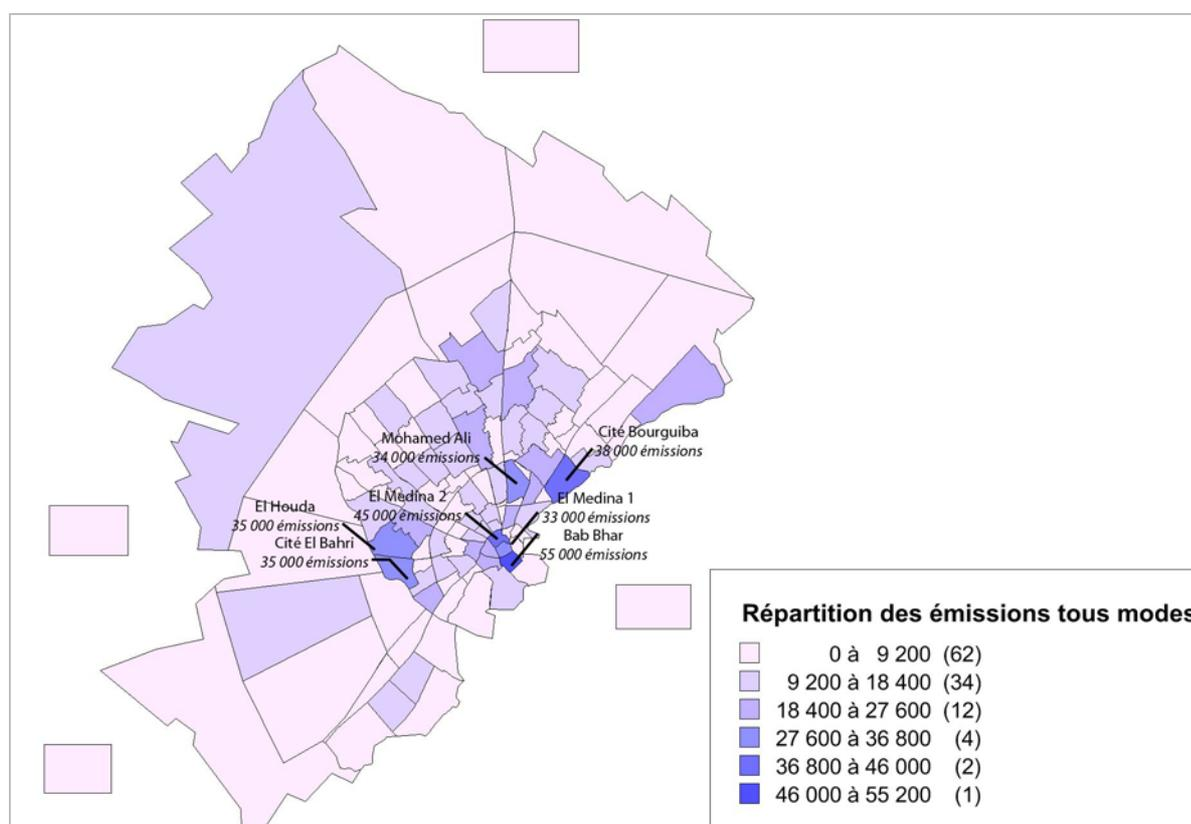 Mohamed Ali
34 000 émissions
Cité Bourguiba
38 000 émissions
El Medina 2
45 000 émissions
El Medina 1
33 000 émissions
El Houda
35 000 émissions
Bab Bhar
55 000 émissions
Cité El Bahri
35 000 émissions
Répartition des émissions tous modes
0 à 9 200 (62)
9 200 à 18 400 (34)
18 400 à 27 600 (12)
27 600 à 36 800 (4)
36 800 à 46 000 (2)
46 000 à 55 200 (1)